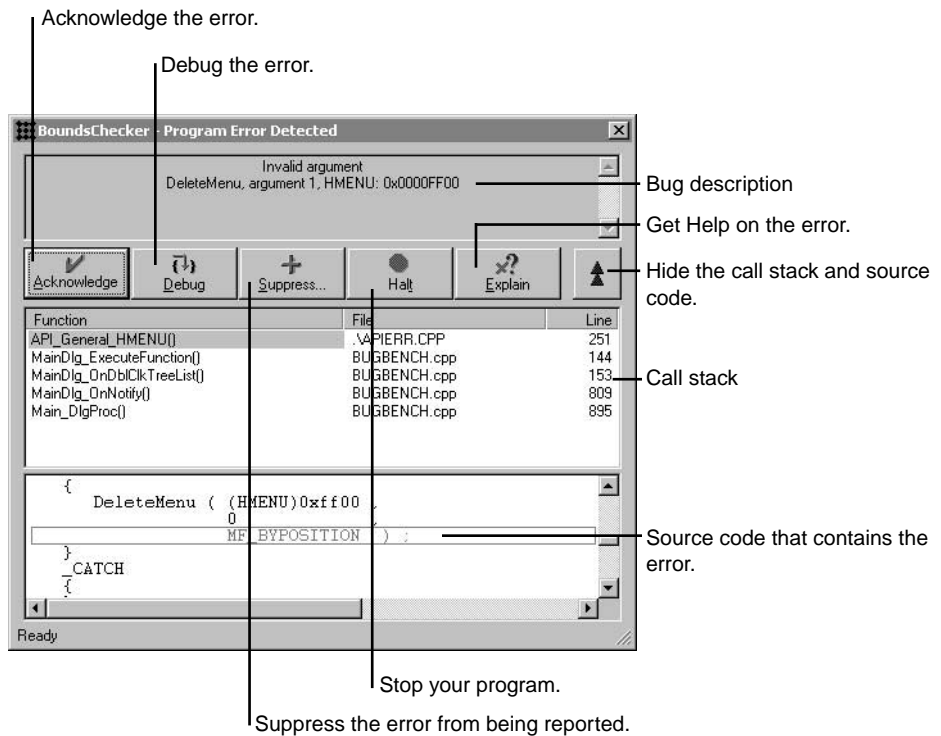 Acknowledge the error.
Debug the error.
BoundsChecker - Program Error Detected
Invalid argument
DeleteMenu, argument 1, HMENU: 0x0000FF00
Bug description
Get Help on the error.
Acknowledge
Debug
Suppress...
Halt
Explain
Hide the call stack and source
code.
Function File Line
API_General_HMENU() .\APIERR.CPP 251
MainDlg_ExecuteFunction() BUGBENCH.cpp 144
MainDlg_OnDblClkTreeList() BUGBENCH.cpp 153
MainDlg_OnNotify() BUGBENCH.cpp 809
Main_DlgProc() BUGBENCH.cpp 895
Call stack
{
DeleteMenu ( (HMENU)0xff00 ,
0 ,
MF_BYPOSITION ) ;
}
_CATCH
{
Source code that contains the
error.
Ready
Stop your program.
Suppress the error from being reported.